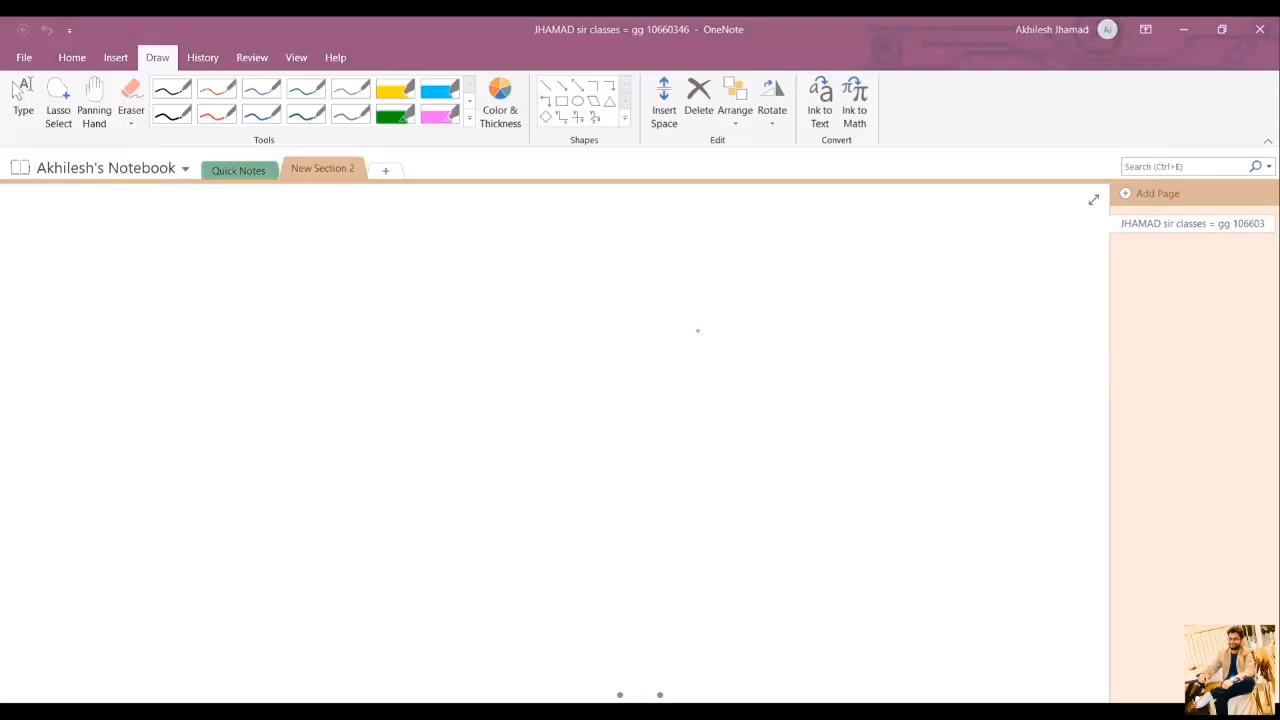 JHAMAD sir classes = gg 10660346 - OneNote
Akhilesh Jhamad
AJ
File
Home
Insert
Draw
History
Review
View
Help
Type
Lasso
Select
Panning
Hand
Eraser
Color &
Thickness
Insert
Space
Delete
Arrange
Rotate
Ink to
Text
Ink to
Math
Tools
Shapes
Edit
Convert
Akhilesh's Notebook
Quick Notes
New Section 2
+
Search (Ctrl+E)
Add Page
JHAMAD sir classes = gg 106603